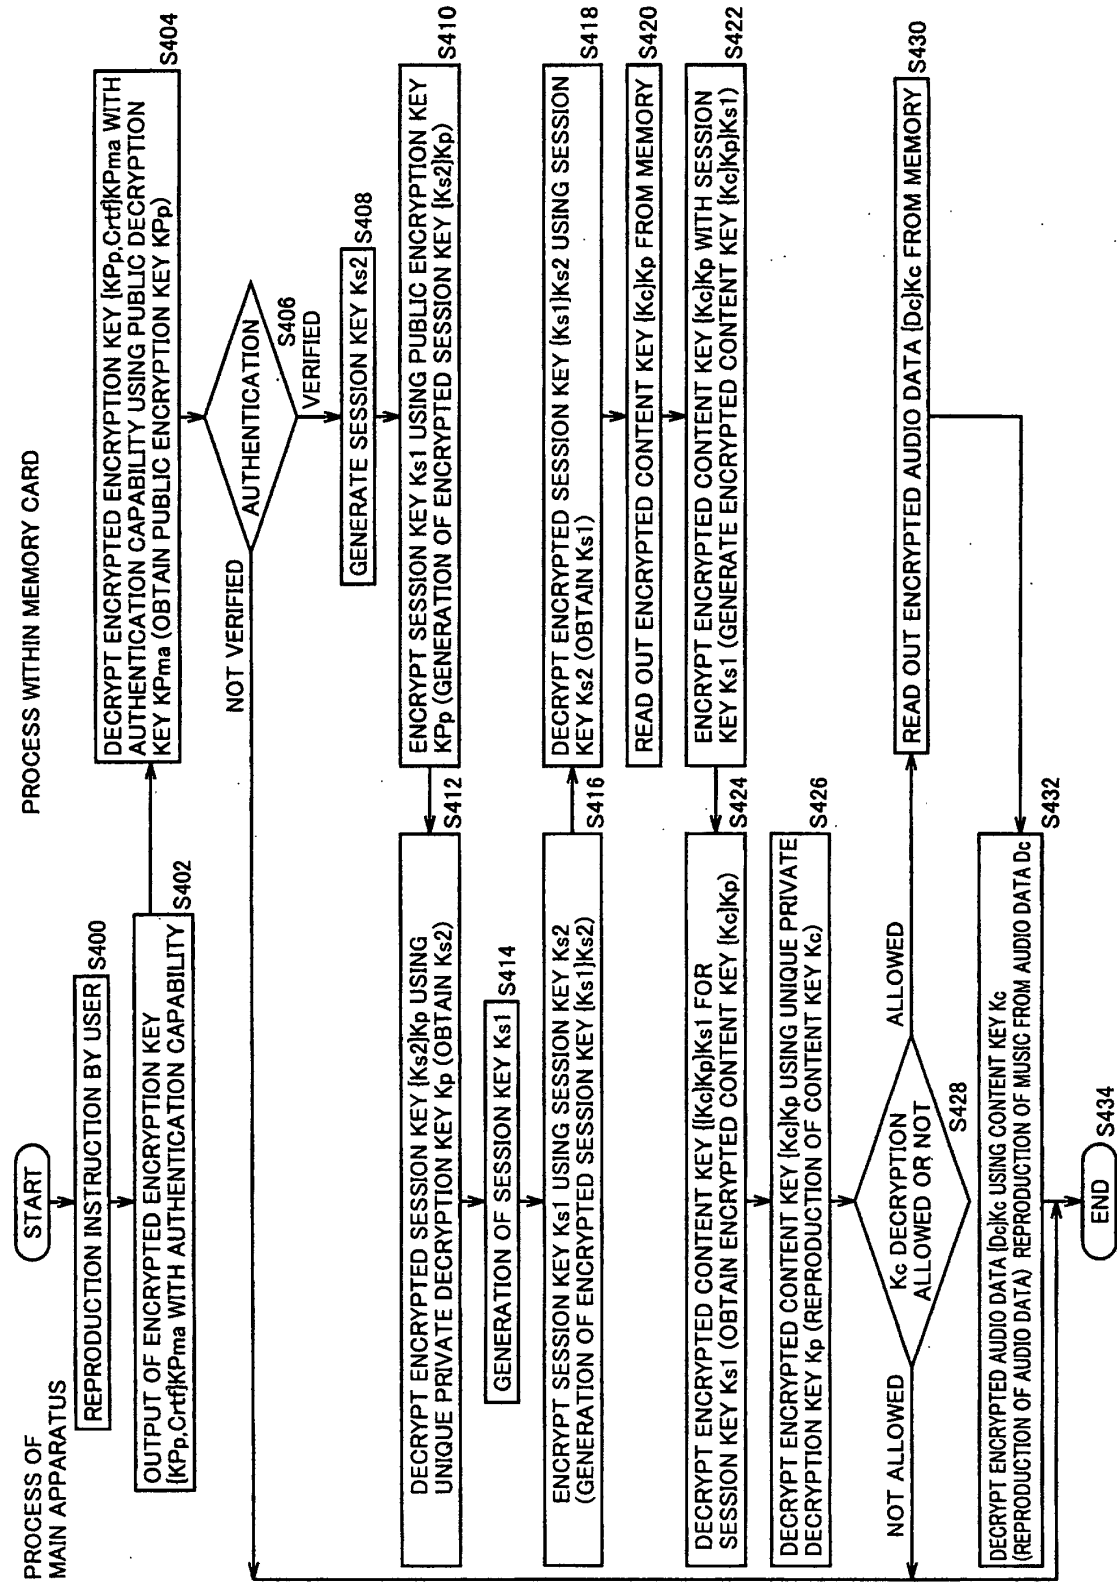 PROCESS OF
MAIN APPARATUS
PROCESS WITHIN MEMORY CARD
START
REPRODUCTION INSTRUCTION BY USER
S400
OUTPUT OF ENCRYPTED ENCRYPTION KEY
{KPp,Crtf}KPma WITH AUTHENTICATION CAPABILITY
S402
DECRYPT ENCRYPTED ENCRYPTION KEY {KPp,Crtf}KPma WITH
AUTHENTICATION CAPABILITY USING PUBLIC DECRYPTION
KEY KPma (OBTAIN PUBLIC ENCRYPTION KEY KPp)
S404
AUTHENTICATION
S406
NOT VERIFIED
VERIFIED
GENERATE SESSION KEY Ks2
S408
ENCRYPT SESSION KEY Ks1 USING PUBLIC ENCRYPTION KEY
KPp (GENERATION OF ENCRYPTED SESSION KEY {Ks2}Kp)
S410
DECRYPT ENCRYPTED SESSION KEY {Ks2}Kp USING
UNIQUE PRIVATE DECRYPTION KEY Kp (OBTAIN Ks2)
S412
GENERATION OF SESSION KEY Ks1
S414
ENCRYPT SESSION KEY Ks1 USING SESSION KEY Ks2
(GENERATION OF ENCRYPTED SESSION KEY {Ks1}Ks2)
S416
DECRYPT ENCRYPTED SESSION KEY {Ks1}Ks2 USING SESSION
KEY Ks2 (OBTAIN Ks1)
S418
READ OUT ENCRYPTED CONTENT KEY {Kc}Kp FROM MEMORY
S420
ENCRYPT ENCRYPTED CONTENT KEY {Kc}Kp WITH SESSION
KEY Ks1 (GENERATE ENCRYPTED CONTENT KEY {Kc}Kp}Ks1)
S422
DECRYPT ENCRYPTED CONTENT KEY {{Kc}Kp}Ks1 FOR
SESSION KEY Ks1 (OBTAIN ENCRYPTED CONTENT KEY {Kc}Kp)
S424
DECRYPT ENCRYPTED CONTENT KEY {Kc}Kp USING UNIQUE PRIVATE
DECRYPTION KEY Kp (REPRODUCTION OF CONTENT KEY Kc)
S426
Kc DECRYPTION
ALLOWED OR NOT
S428
NOT ALLOWED
ALLOWED
READ OUT ENCRYPTED AUDIO DATA {Dc}Kc FROM MEMORY
S430
DECRYPT ENCRYPTED AUDIO DATA {Dc}Kc USING CONTENT KEY Kc
(REPRODUCTION OF AUDIO DATA) REPRODUCTION OF MUSIC FROM AUDIO DATA Dc
S432
END
S434